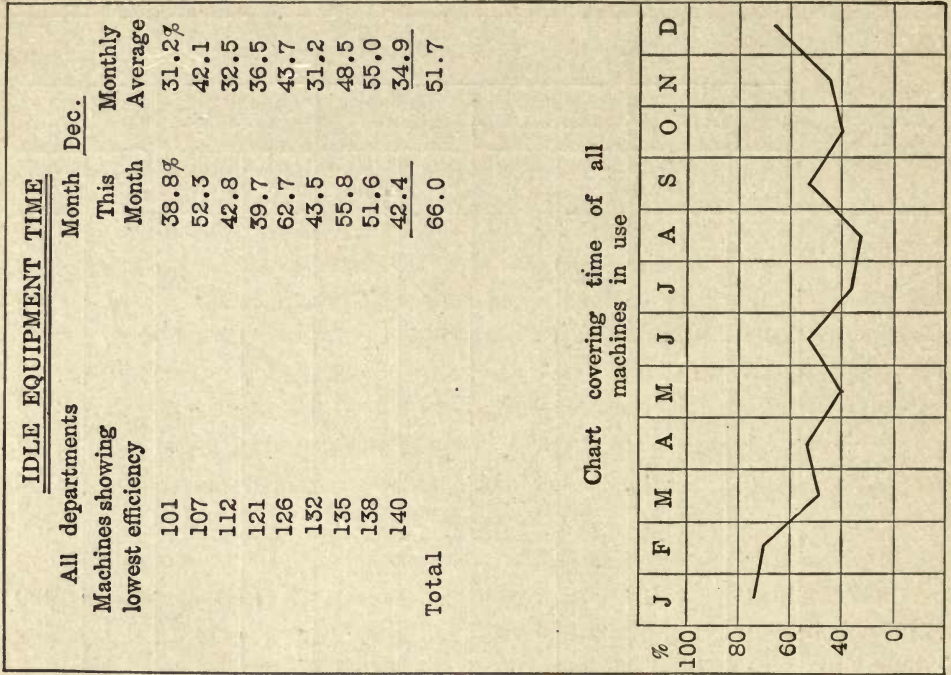 IDLE EQUIPMENT TIME
All departments Month Dec.
Machines showing This Monthly
lowest efficiency Month Average
101 38.8% 31.2%
107 52.3 42.1
112 42.8 32.5
121 39.7 36.5
126 62.7 43.7
132 43.5 31.2
135 55.8 48.5
138 51.6 55.0
140 42.4 34.9
Total 66.0 51.7
Chart covering time of all
machines in use
% J F M A M J J A S O N D
100
80
60
40
0